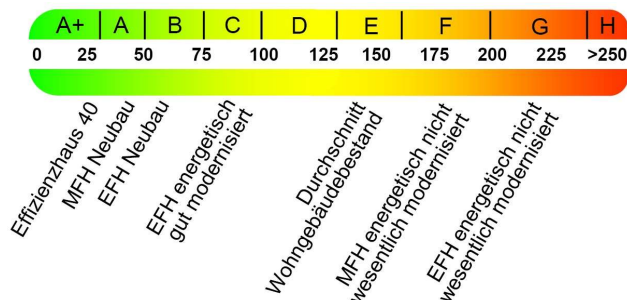 A+ A B C D E F G H
0 25 50 75 100 125 150 175 200 225 >250
Effizienzhaus 40
MFH Neubau
EFH Neubau
EFH energetisch
gut modernisiert
Durchschnitt
Wohngebäudebestand
MFH energetisch nicht
wesentlich modernisiert
EFH energetisch nicht
wesentlich modernisiert